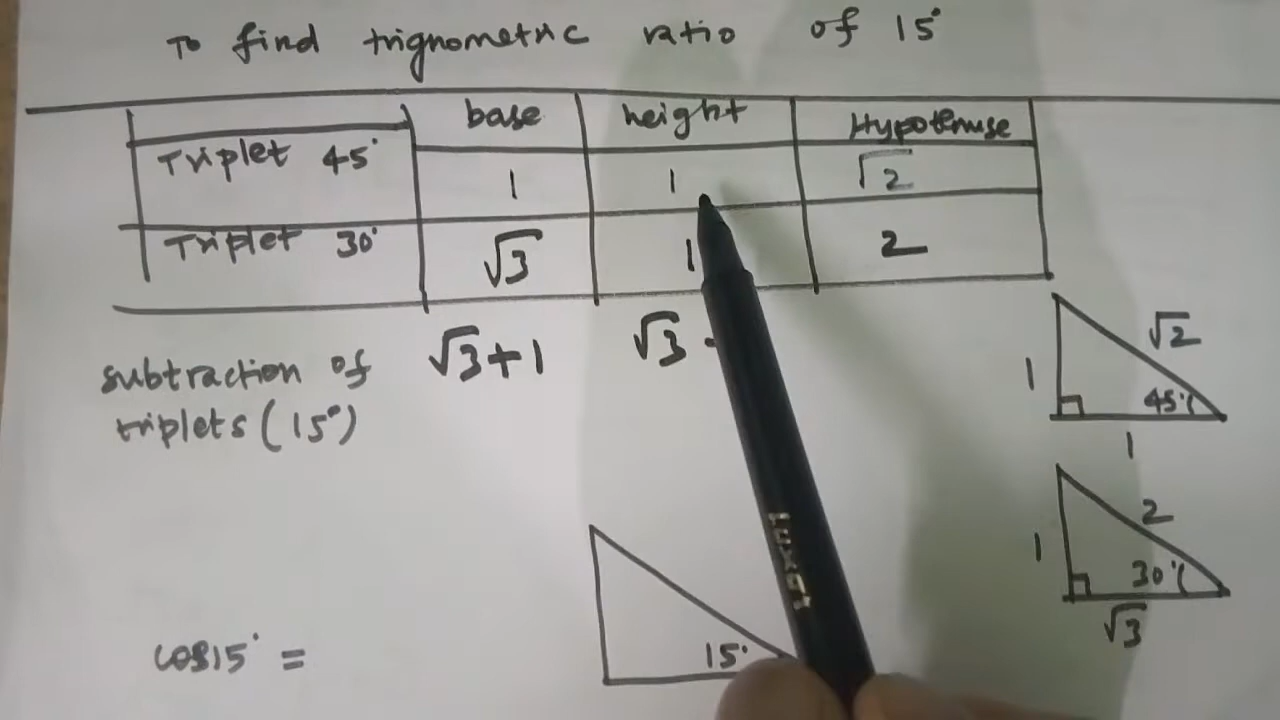 To find trignometric ratio of 15°
base height Hypotenuse
Triplet 45° 1 1 √2
Triplet 30° √3 1 2
subtraction of √3+1 √3
triplets (15°)
√2
1
45°
1
2
1
30°
√3
Luxor
15°
cos15° =